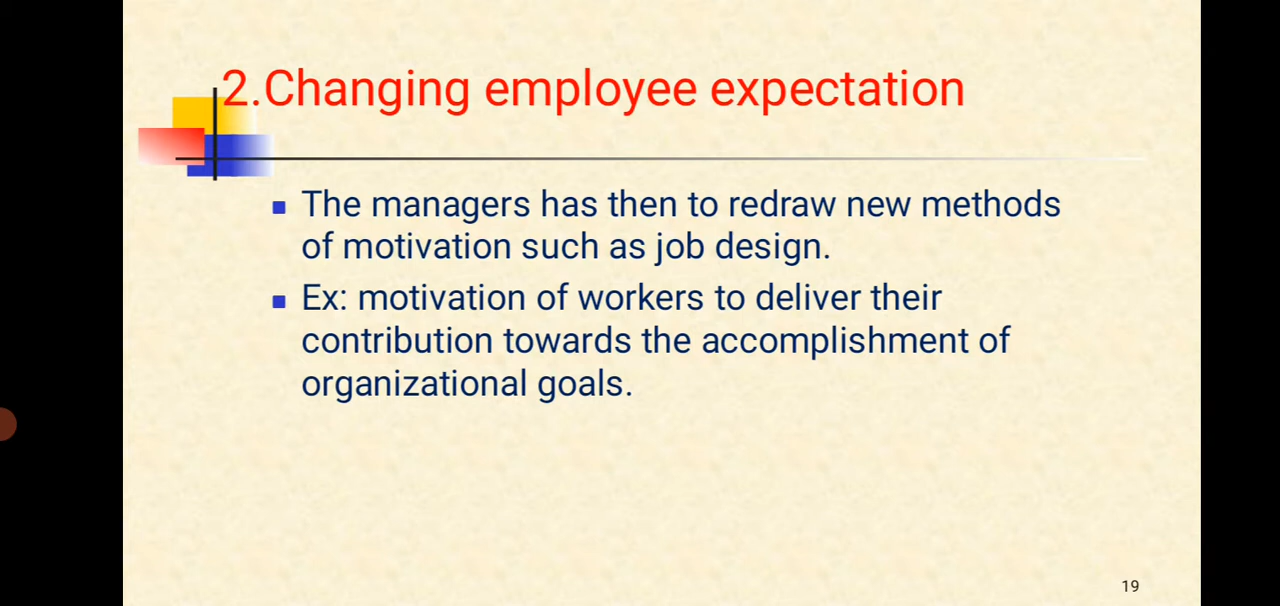 2.Changing employee expectation
The managers has then to redraw new methods
of motivation such as job design.
Ex: motivation of workers to deliver their
contribution towards the accomplishment of
organizational goals.
19